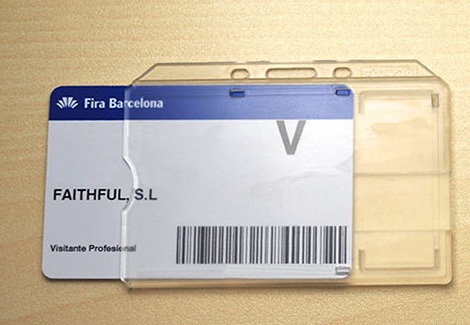 Fira Barcelona
V
FAITHFUL, S.L
Visitante Profesional